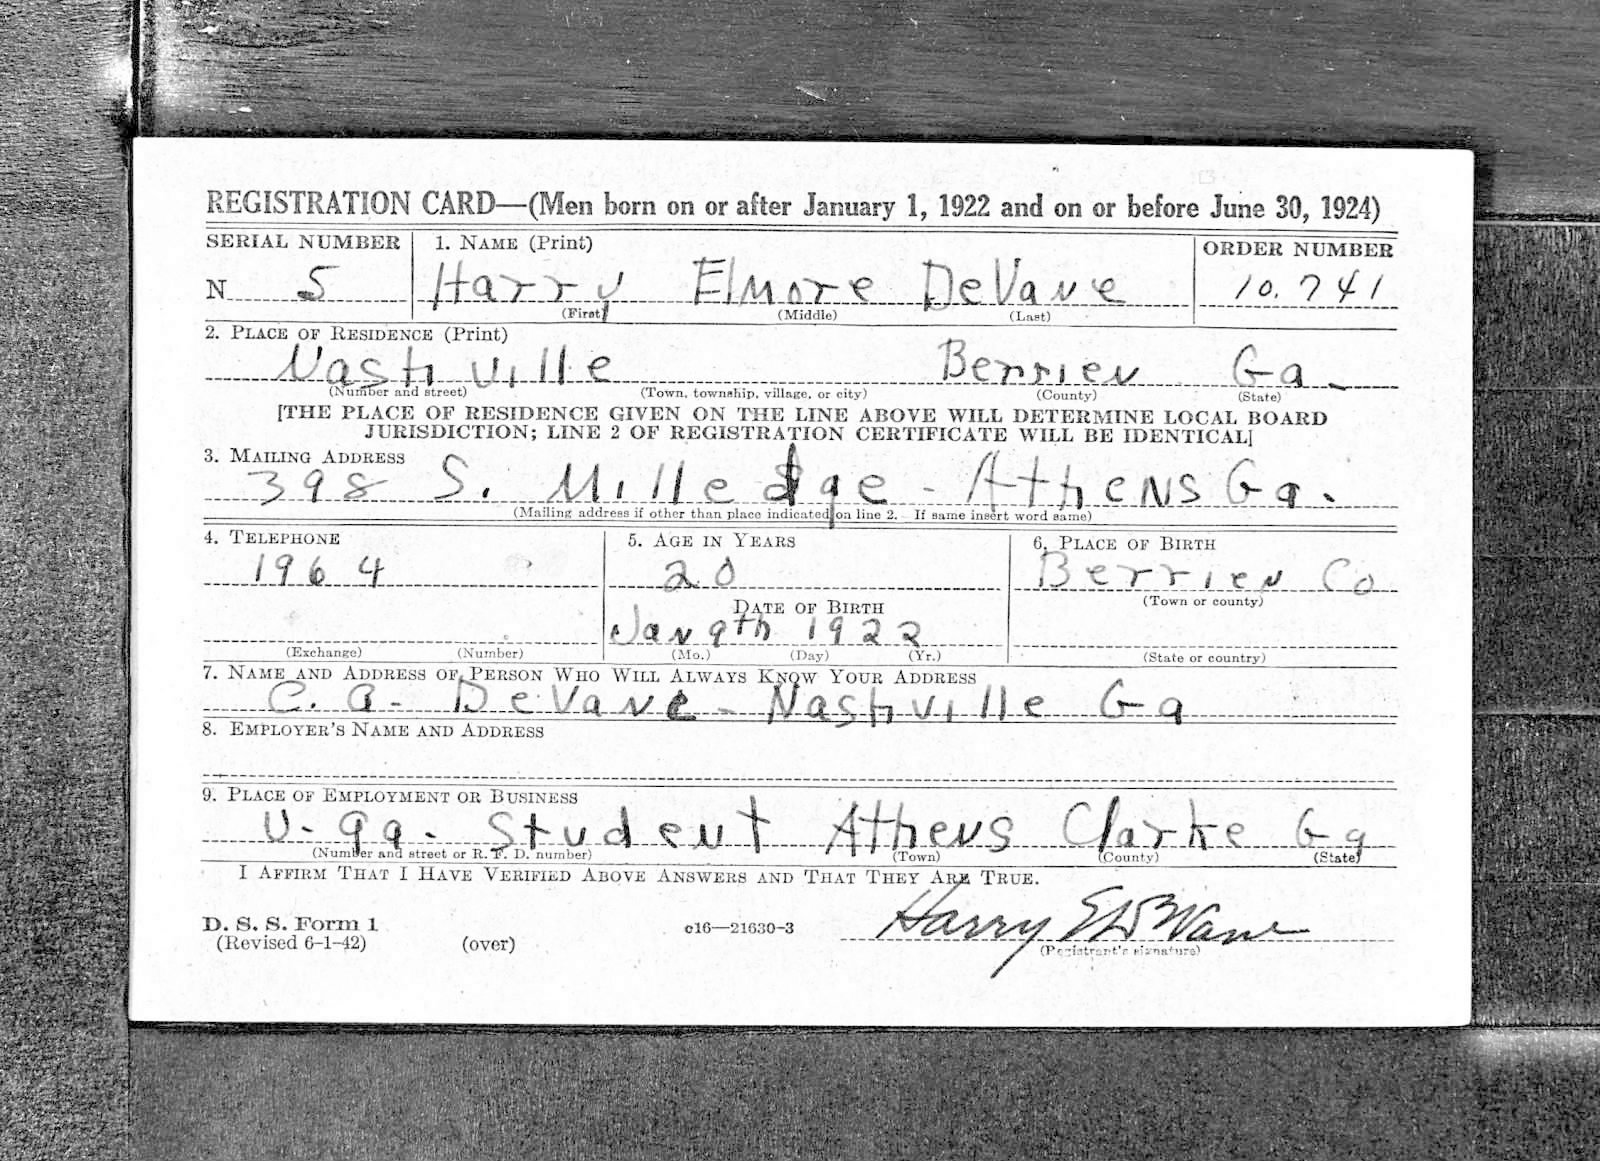 REGISTRATION CARD—(Men born on or after January 1, 1922 and on or before June 30, 1924)
SERIAL NUMBER 1. NAME (Print) ORDER NUMBER
N 5 Harry Elmore DeVane 10,741
(First) (Middle) (Last)
2. PLACE OF RESIDENCE (Print)
Nashville Berrien Ga.
(Number and street) (Town, township, village, or city) (County) (State)
[THE PLACE OF RESIDENCE GIVEN ON THE LINE ABOVE WILL DETERMINE LOCAL BOARD
JURISDICTION; LINE 2 OF REGISTRATION CERTIFICATE WILL BE IDENTICAL]
3. MAILING ADDRESS
398 S. Milledge - Athens Ga.
(Mailing address if other than place indicated on line 2. If same insert word same)
4. TELEPHONE 5. AGE IN YEARS 6. PLACE OF BIRTH
1964 20 Berrien Co
(Town or county)
DATE OF BIRTH
Jan 9th 1922
(Exchange) (Number) (Mo.) (Day) (Yr.) (State or country)
7. NAME AND ADDRESS OF PERSON WHO WILL ALWAYS KNOW YOUR ADDRESS
C. A. DeVane - Nashville Ga
8. EMPLOYER'S NAME AND ADDRESS
9. PLACE OF EMPLOYMENT OR BUSINESS
U. ga. Student Athens Clarke Ga
(Number and street or R. F. D. number) (Town) (County) (State)
I AFFIRM THAT I HAVE VERIFIED ABOVE ANSWERS AND THAT THEY ARE TRUE.
D. S. S. Form 1
(Revised 6-1-42) (over) c16—21630-3 Harry E DeVane
(Registrant's signature)